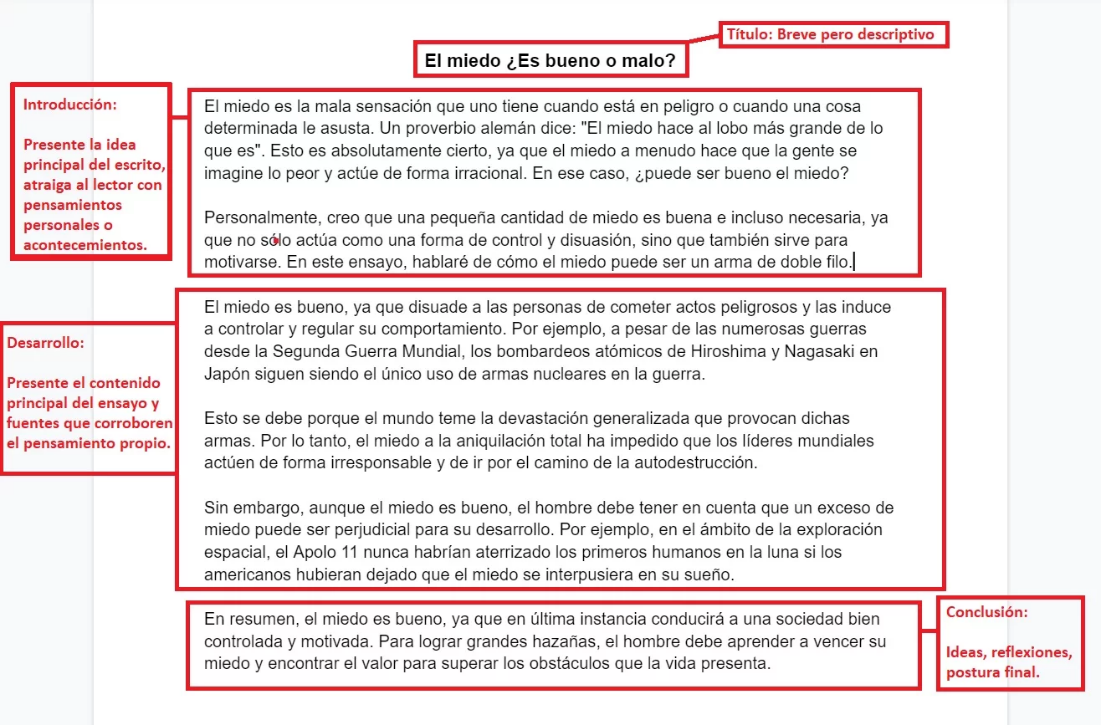 Título: Breve pero descriptivo
El miedo ¿Es bueno o malo?
Introducción:
Presente la idea
principal del escrito,
atraiga al lector con
pensamientos
personales o
acontecemientos.
El miedo es la mala sensación que uno tiene cuando está en peligro o cuando una cosa
determinada le asusta. Un proverbio alemán dice: "El miedo hace al lobo más grande de lo
que es". Esto es absolutamente cierto, ya que el miedo a menudo hace que la gente se
imagine lo peor y actúe de forma irracional. En ese caso, ¿puede ser bueno el miedo?
Personalmente, creo que una pequeña cantidad de miedo es buena e incluso necesaria, ya
que no sólo actúa como una forma de control y disuasión, sino que también sirve para
motivarse. En este ensayo, hablaré de cómo el miedo puede ser un arma de doble filo.
Desarrollo:
Presente el contenido
principal del ensayo y
fuentes que corroboren
el pensamiento propio.
El miedo es bueno, ya que disuade a las personas de cometer actos peligrosos y las induce
a controlar y regular su comportamiento. Por ejemplo, a pesar de las numerosas guerras
desde la Segunda Guerra Mundial, los bombardeos atómicos de Hiroshima y Nagasaki en
Japón siguen siendo el único uso de armas nucleares en la guerra.
Esto se debe porque el mundo teme la devastación generalizada que provocan dichas
armas. Por lo tanto, el miedo a la aniquilación total ha impedido que los líderes mundiales
actúen de forma irresponsable y de ir por el camino de la autodestrucción.
Sin embargo, aunque el miedo es bueno, el hombre debe tener en cuenta que un exceso de
miedo puede ser perjudicial para su desarrollo. Por ejemplo, en el ámbito de la exploración
espacial, el Apolo 11 nunca habrían aterrizado los primeros humanos en la luna si los
americanos hubieran dejado que el miedo se interpusiera en su sueño.
En resumen, el miedo es bueno, ya que en última instancia conducirá a una sociedad bien
controlada y motivada. Para lograr grandes hazañas, el hombre debe aprender a vencer su
miedo y encontrar el valor para superar los obstáculos que la vida presenta.
Conclusión:
Ideas, reflexiones,
postura final.